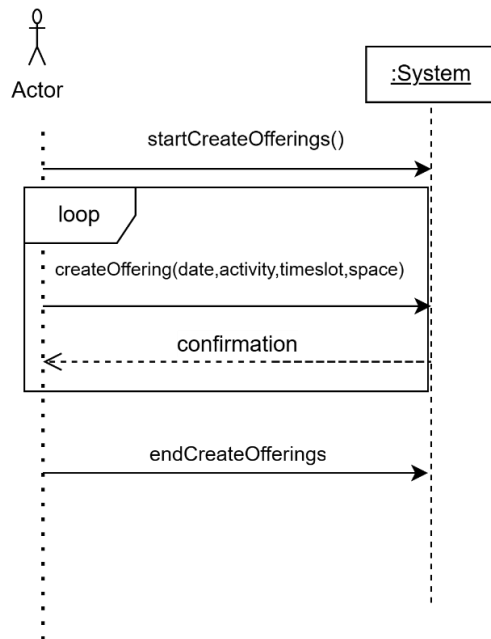 Actor
:System
startCreateOfferings()
loop
createOffering(date,activity,timeslot,space)
confirmation
endCreateOfferings